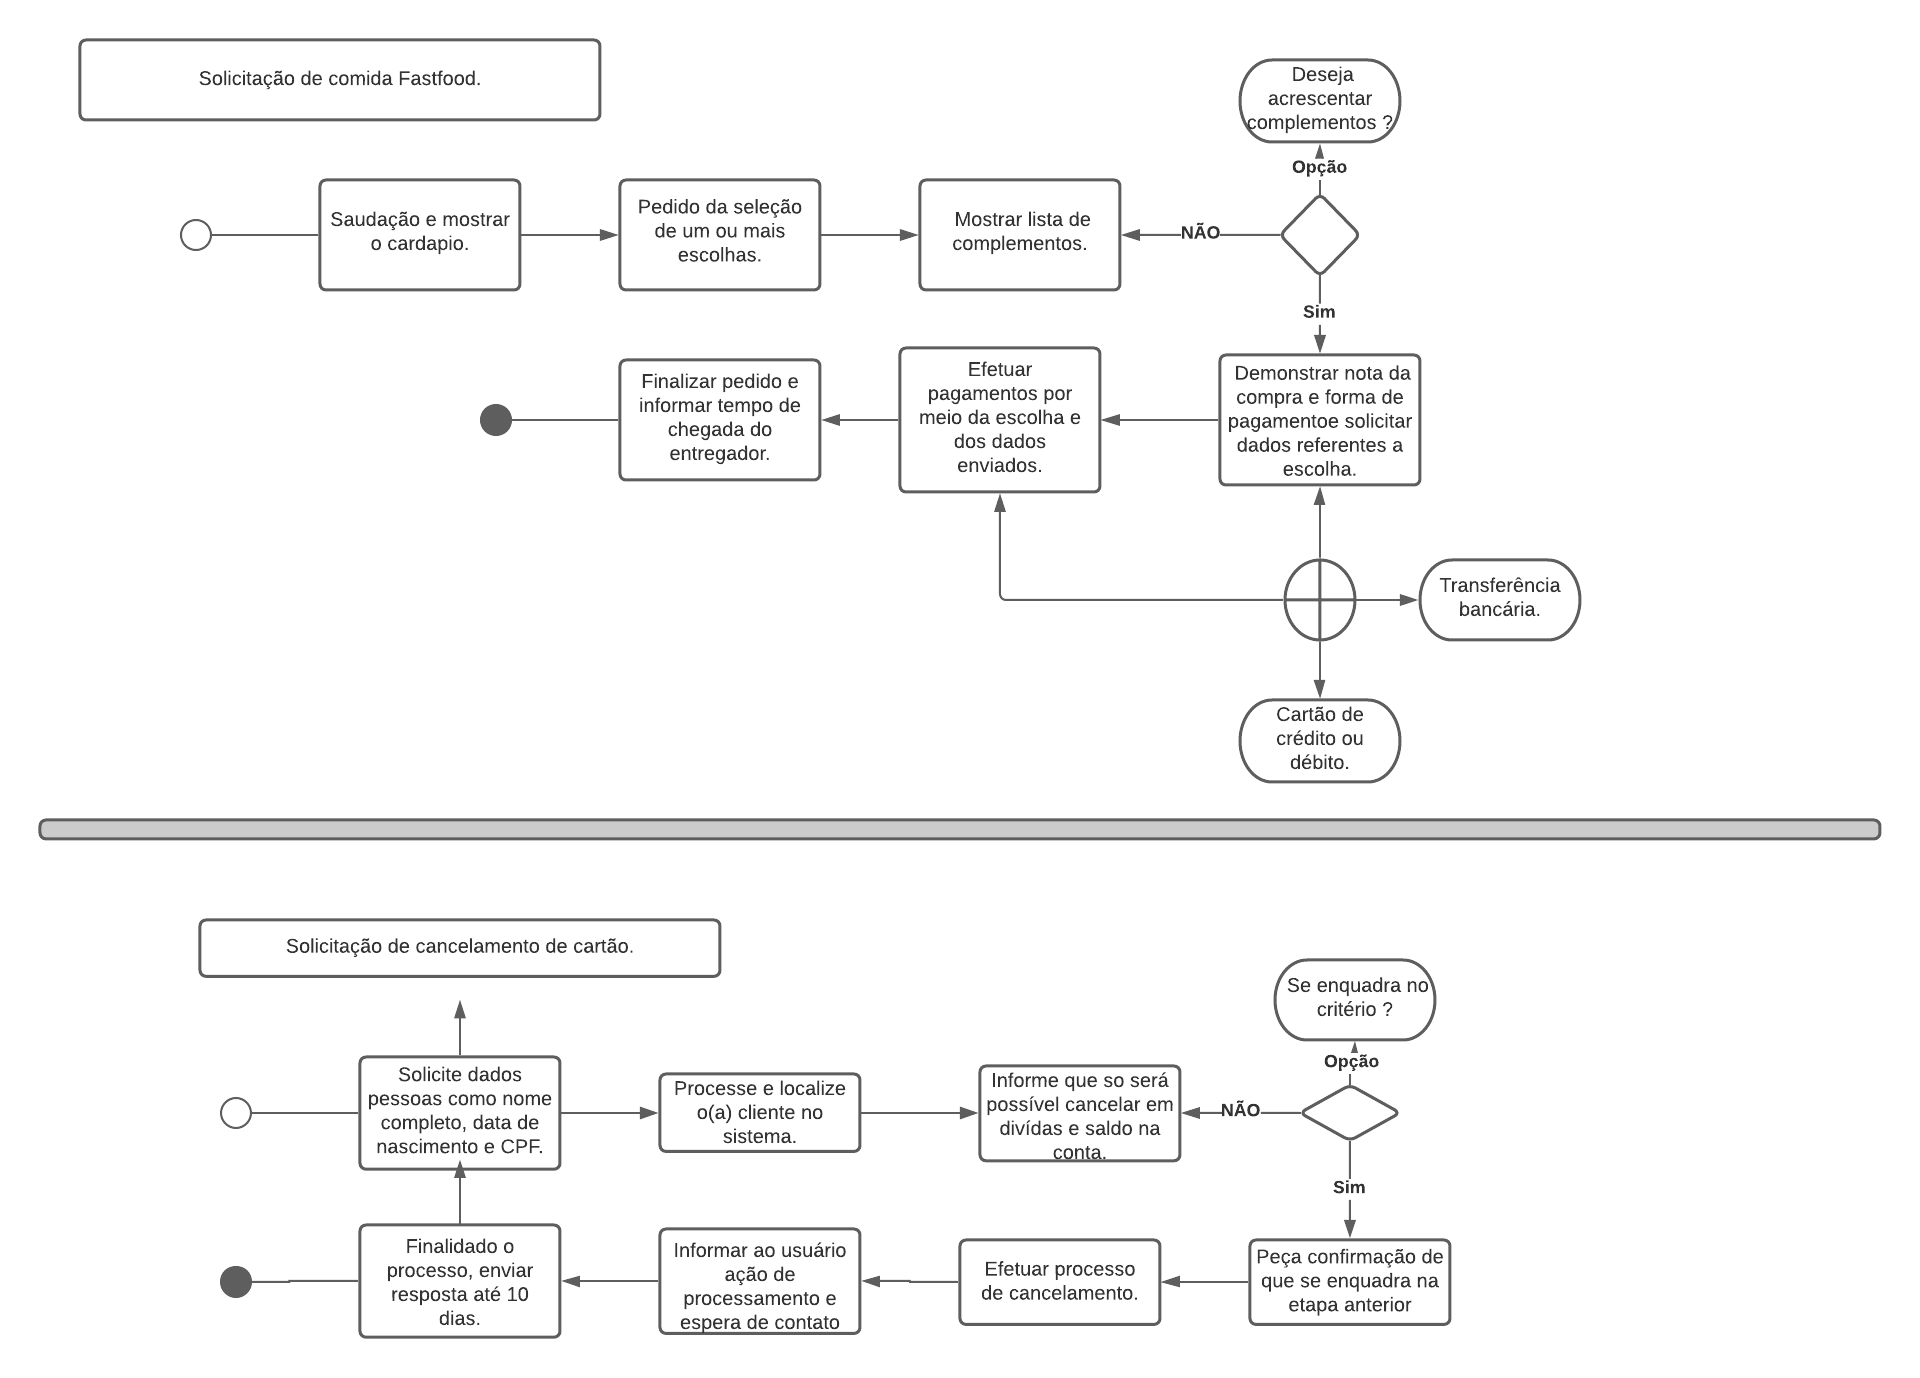 Solicitação de comida Fastfood.
Deseja
acrescentar
complementos ?
Opção
Saudação e mostrar
o cardapio.
Pedido da seleção
de um ou mais
escolhas.
Mostrar lista de
complementos.
NÃO
Sim
Finalizar pedido e
informar tempo de
chegada do
entregador.
Efetuar
pagamentos por
meio da escolha e
dos dados
enviados.
Demonstrar nota da
compra e forma de
pagamentoe solicitar
dados referentes a
escolha.
Transferência
bancária.
Cartão de
crédito ou
débito.
Solicitação de cancelamento de cartão.
Se enquadra no
critério ?
Opção
Solicite dados
pessoas como nome
completo, data de
nascimento e CPF.
Processe e localize
o(a) cliente no
sistema.
Informe que so será
possível cancelar em
divídas e saldo na
conta.
NÃO
Sim
Finalidado o
processo, enviar
resposta até 10
dias.
Informar ao usuário
ação de
processamento e
espera de contato
Efetuar processo
de cancelamento.
Peça confirmação de
que se enquadra na
etapa anterior